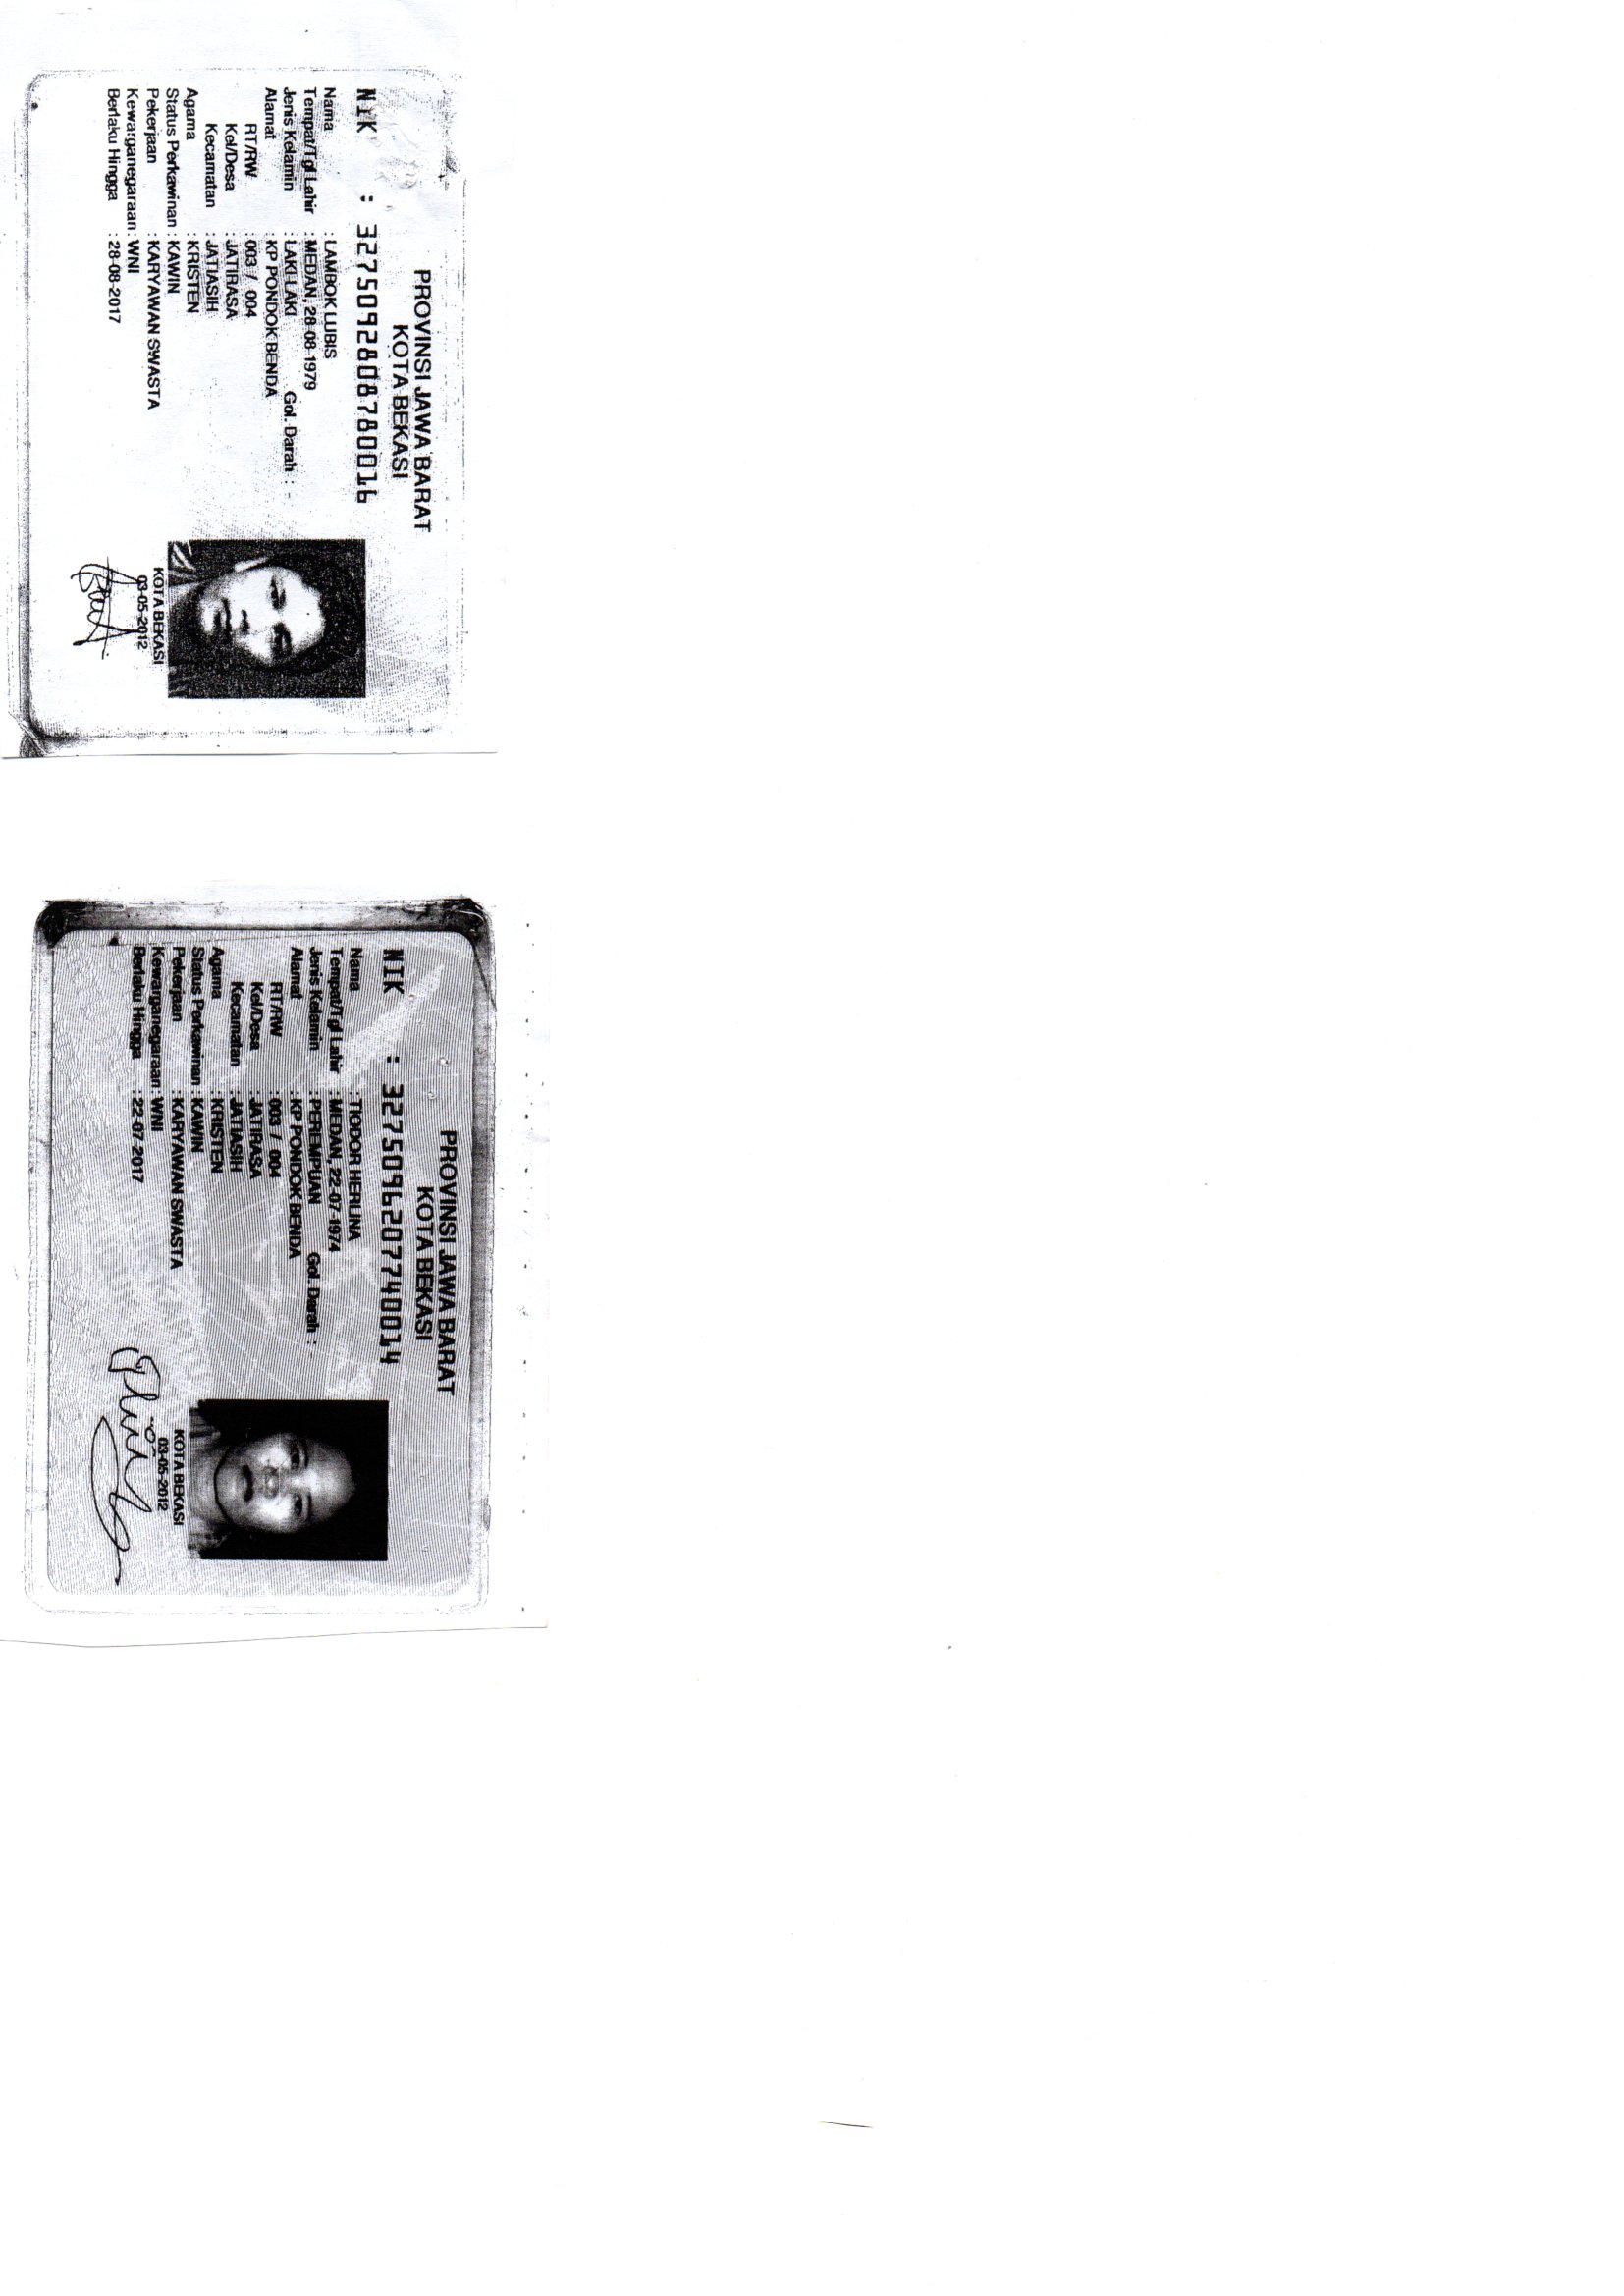 PROVINSI JAWA BARAT
KOTA BEKASI
NIK : 3275092808780016
Nama : LAMBOK LUBIS
Tempat/Tgl Lahir : MEDAN, 28-08-1979
Jenis Kelamin : LAKI-LAKI Gol. Darah : -
Alamat : KP PONDOK BENDA
RT/RW : 003 / 004
Kel/Desa : JATIRASA
Kecamatan : JATIASIH
Agama : KRISTEN
Status Perkawinan : KAWIN
Pekerjaan : KARYAWAN SWASTA
Kewarganegaraan : WNI
Berlaku Hingga : 28-08-2017
KOTA BEKASI
03-05-2012
PROVINSI JAWA BARAT
KOTA BEKASI
NIK : 3275096207740014
Nama : TIODOR HERLINA
Tempat/Tgl Lahir : MEDAN, 22-07-1974
Jenis Kelamin : PEREMPUAN Gol. Darah : -
Alamat : KP PONDOK BENDA
RT/RW : 003 / 004
Kel/Desa : JATIRASA
Kecamatan : JATIASIH
Agama : KRISTEN
Status Perkawinan : KAWIN
Pekerjaan : KARYAWAN SWASTA
Kewarganegaraan : WNI
Berlaku Hingga : 22-07-2017
KOTA BEKASI
03-05-2012